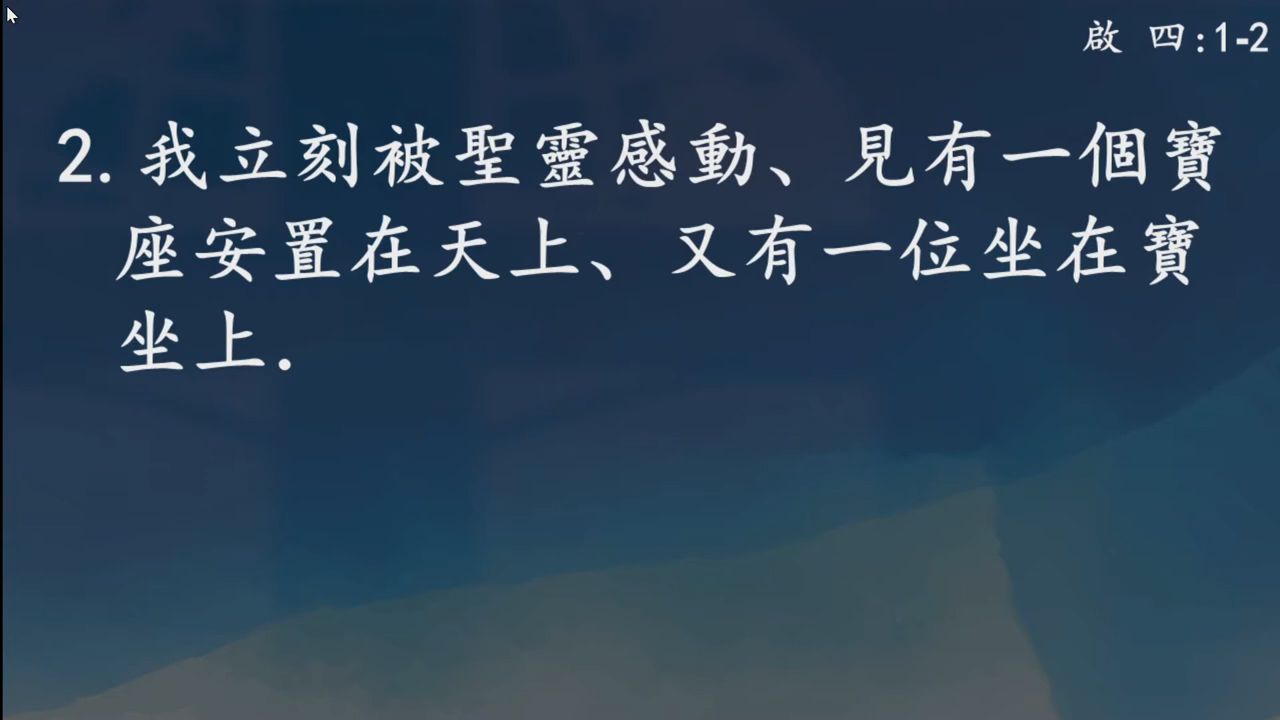 啟 四:1-2
2. 我立刻被聖靈感動、見有一個寶
座安置在天上、又有一位坐在寶
坐上.